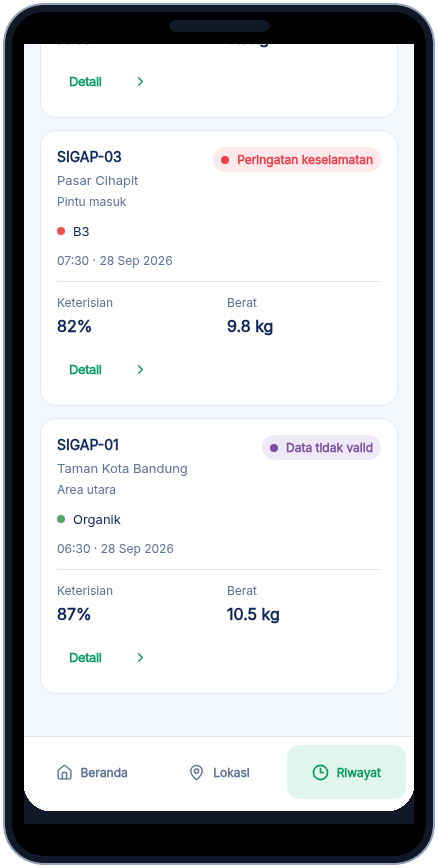 Detail
SIGAP-03
Peringatan keselamatan
Pasar Cihapit
Pintu masuk
B3
07:30 · 28 Sep 2026
Keterisian
Berat
82%
9.8 kg
Detail
SIGAP-01
Data tidak valid
Taman Kota Bandung
Area utara
Organik
06:30 · 28 Sep 2026
Keterisian
Berat
87%
10.5 kg
Detail
Beranda
Lokasi
Riwayat